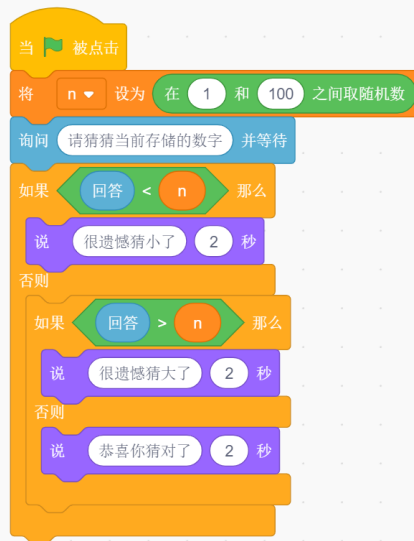 当 被点击
将 n 设为 在 1 和 100 之间取随机数
询问 请猜猜当前存储的数字 并等待
如果 回答 < n 那么
说 很遗憾猜小了 2 秒
否则
如果 回答 > n 那么
说 很遗憾猜大了 2 秒
否则
说 恭喜你猜对了 2 秒